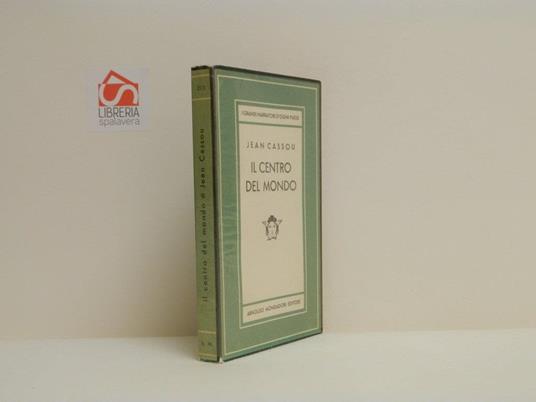 LIBRERIA
spalavera
I GRANDI NARRATORI D'OGNI PAESE
JEAN CASSOU
IL CENTRO
DEL MONDO
ARNOLDO MONDADORI EDITORE
il centro del mondo di Jean Cassou